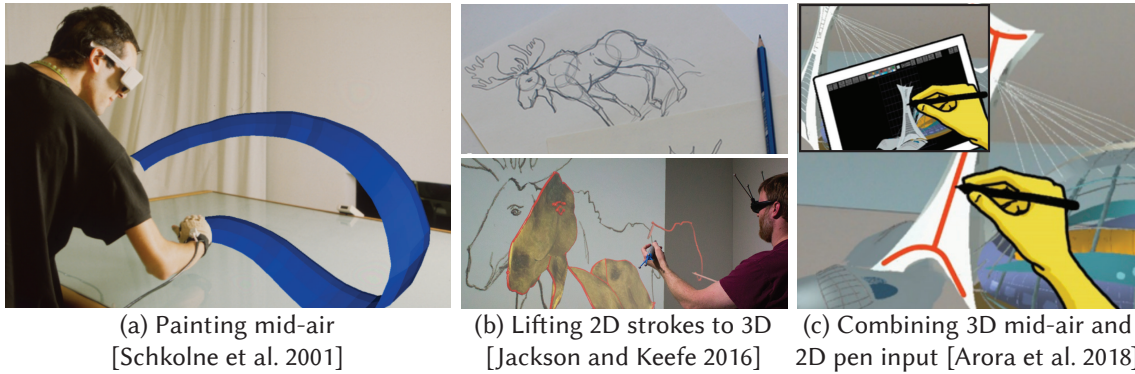 (a) Painting mid-air
[Schkolne et al. 2001]
(b) Lifting 2D strokes to 3D
[Jackson and Keefe 2016]
(c) Combining 3D mid-air and
2D pen input [Arora et al. 2018]